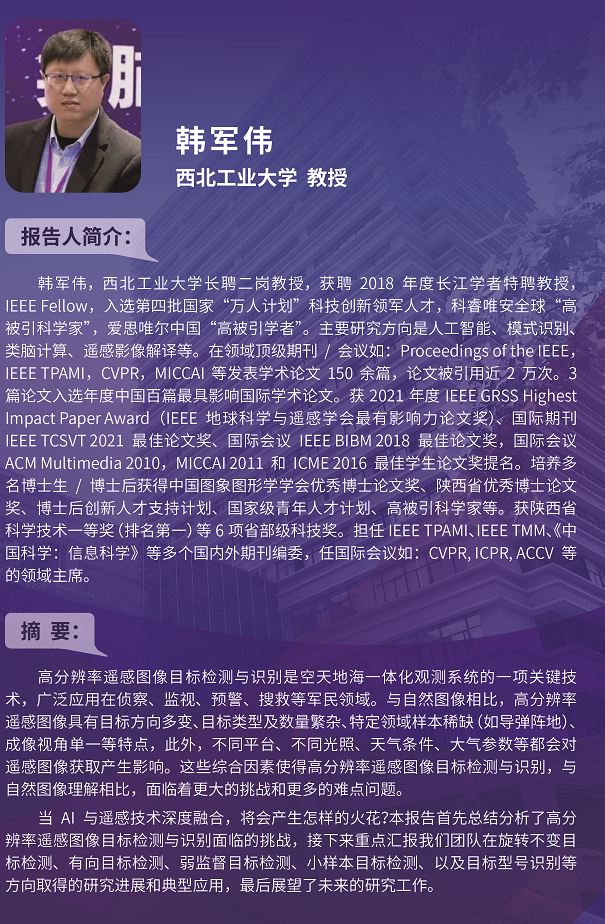 韩军伟
西北工业大学 教授
报告人简介：
韩军伟，西北工业大学长聘二岗教授，获聘 2018 年度长江学者特聘教授，
IEEE Fellow，入选第四批国家“万人计划”科技创新领军人才，科睿唯安全球“高
被引科学家”，爱思唯尔中国“高被引学者”。主要研究方向是人工智能、模式识别、
类脑计算、遥感影像解译等。在领域顶级期刊 / 会议如：Proceedings of the IEEE，
IEEE TPAMI，CVPR，MICCAI 等发表学术论文 150 余篇，论文被引用近 2 万次。3
篇论文入选年度中国百篇最具影响国际学术论文。获 2021 年度 IEEE GRSS Highest
Impact Paper Award（IEEE 地球科学与遥感学会最有影响力论文奖）、国际期刊
IEEE TCSVT 2021 最佳论文奖、国际会议 IEEE BIBM 2018 最佳论文奖，国际会议
ACM Multimedia 2010，MICCAI 2011 和 ICME 2016 最佳学生论文奖提名。培养多
名博士生 / 博士后获得中国图象图形学学会优秀博士论文奖、陕西省优秀博士论文
奖、博士后创新人才支持计划、国家级青年人才计划、高被引科学家等。获陕西省
科学技术一等奖（排名第一）等 6 项省部级科技奖。担任 IEEE TPAMI、IEEE TMM、《中
国科学：信息科学》等多个国内外期刊编委，任国际会议如：CVPR, ICPR, ACCV 等
的领域主席。
摘 要：
高分辨率遥感图像目标检测与识别是空天地海一体化观测系统的一项关键技
术，广泛应用在侦察、监视、预警、搜救等军民领域。与自然图像相比，高分辨率
遥感图像具有目标方向多变、目标类型及数量繁杂、特定领域样本稀缺（如导弹阵地）、
成像视角单一等特点，此外，不同平台、不同光照、天气条件、大气参数等都会对
遥感图像获取产生影响。这些综合因素使得高分辨率遥感图像目标检测与识别，与
自然图像理解相比，面临着更大的挑战和更多的难点问题。
当 AI 与遥感技术深度融合，将会产生怎样的火花?本报告首先总结分析了高分
辨率遥感图像目标检测与识别面临的挑战，接下来重点汇报我们团队在旋转不变目
标检测、有向目标检测、弱监督目标检测、小样本目标检测、以及目标型号识别等
方向取得的研究进展和典型应用，最后展望了未来的研究工作。